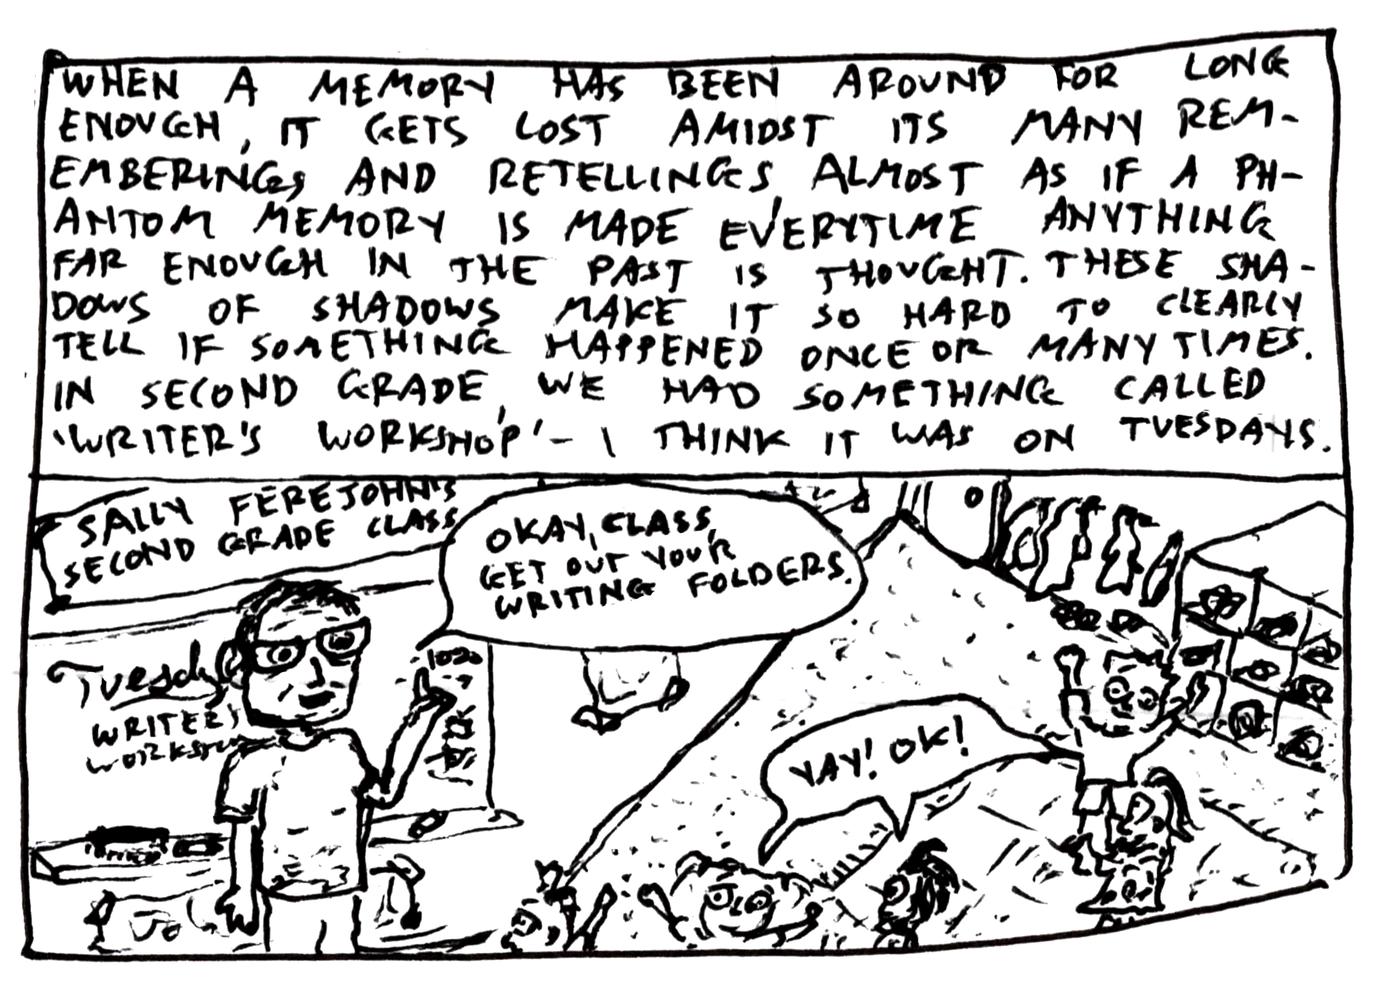 WHEN A MEMORY HAS BEEN AROUND FOR LONG
ENOUGH, IT GETS LOST AMIDST ITS MANY REM-
EMBERINGS AND RETELLINGS, ALMOST AS IF A PH-
ANTOM MEMORY IS MADE EVERYTIME ANYTHING
FAR ENOUGH IN THE PAST IS THOUGHT. THESE SHA-
DOWS OF SHADOWS MAKE IT SO HARD TO CLEARLY
TELL IF SOMETHING HAPPENED ONCE OR MANY TIMES.
IN SECOND GRADE, WE HAD SOMETHING CALLED
'WRITER'S WORKSHOP' - I THINK IT WAS ON TUESDAYS.
SALLY FEREJOHN'S
SECOND GRADE CLASS
OKAY, CLASS,
GET OUT YOUR
WRITING FOLDERS.
Tuesday
WRITER'S
WORKSHOP
YAY! OK!